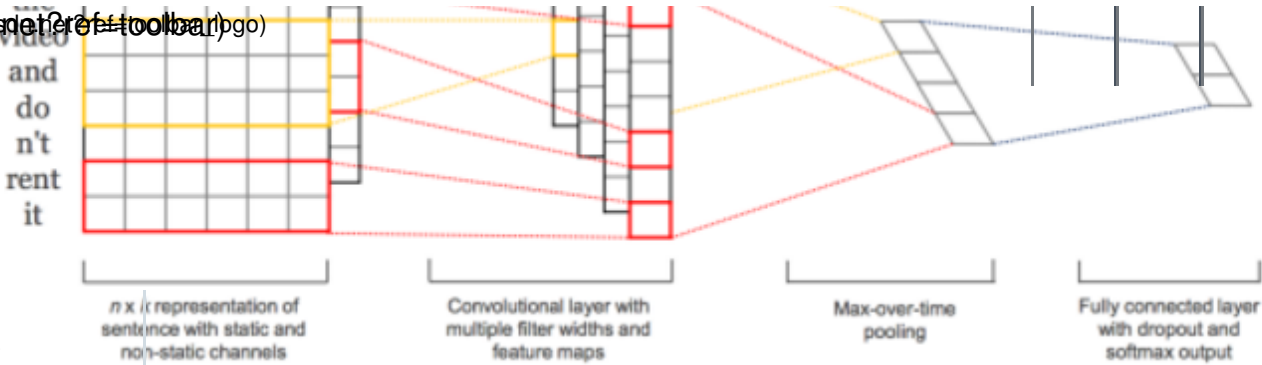 the
video
and
do
n't
rent
it
n x k representation of
sentence with static and
non-static channels
Convolutional layer with
multiple filter widths and
feature maps
Max-over-time
pooling
Fully connected layer
with dropout and
softmax output